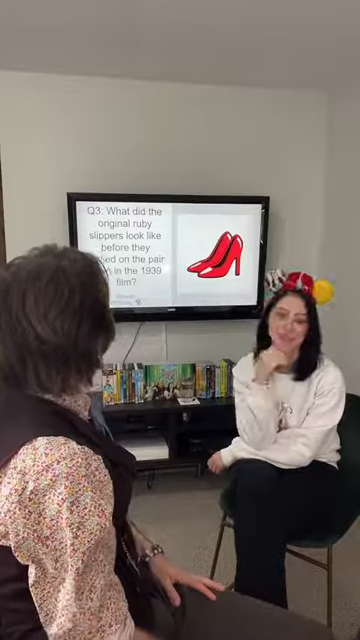 Q3: What did the
original ruby
slippers look like
before they
on the pair
in the 1939
film?